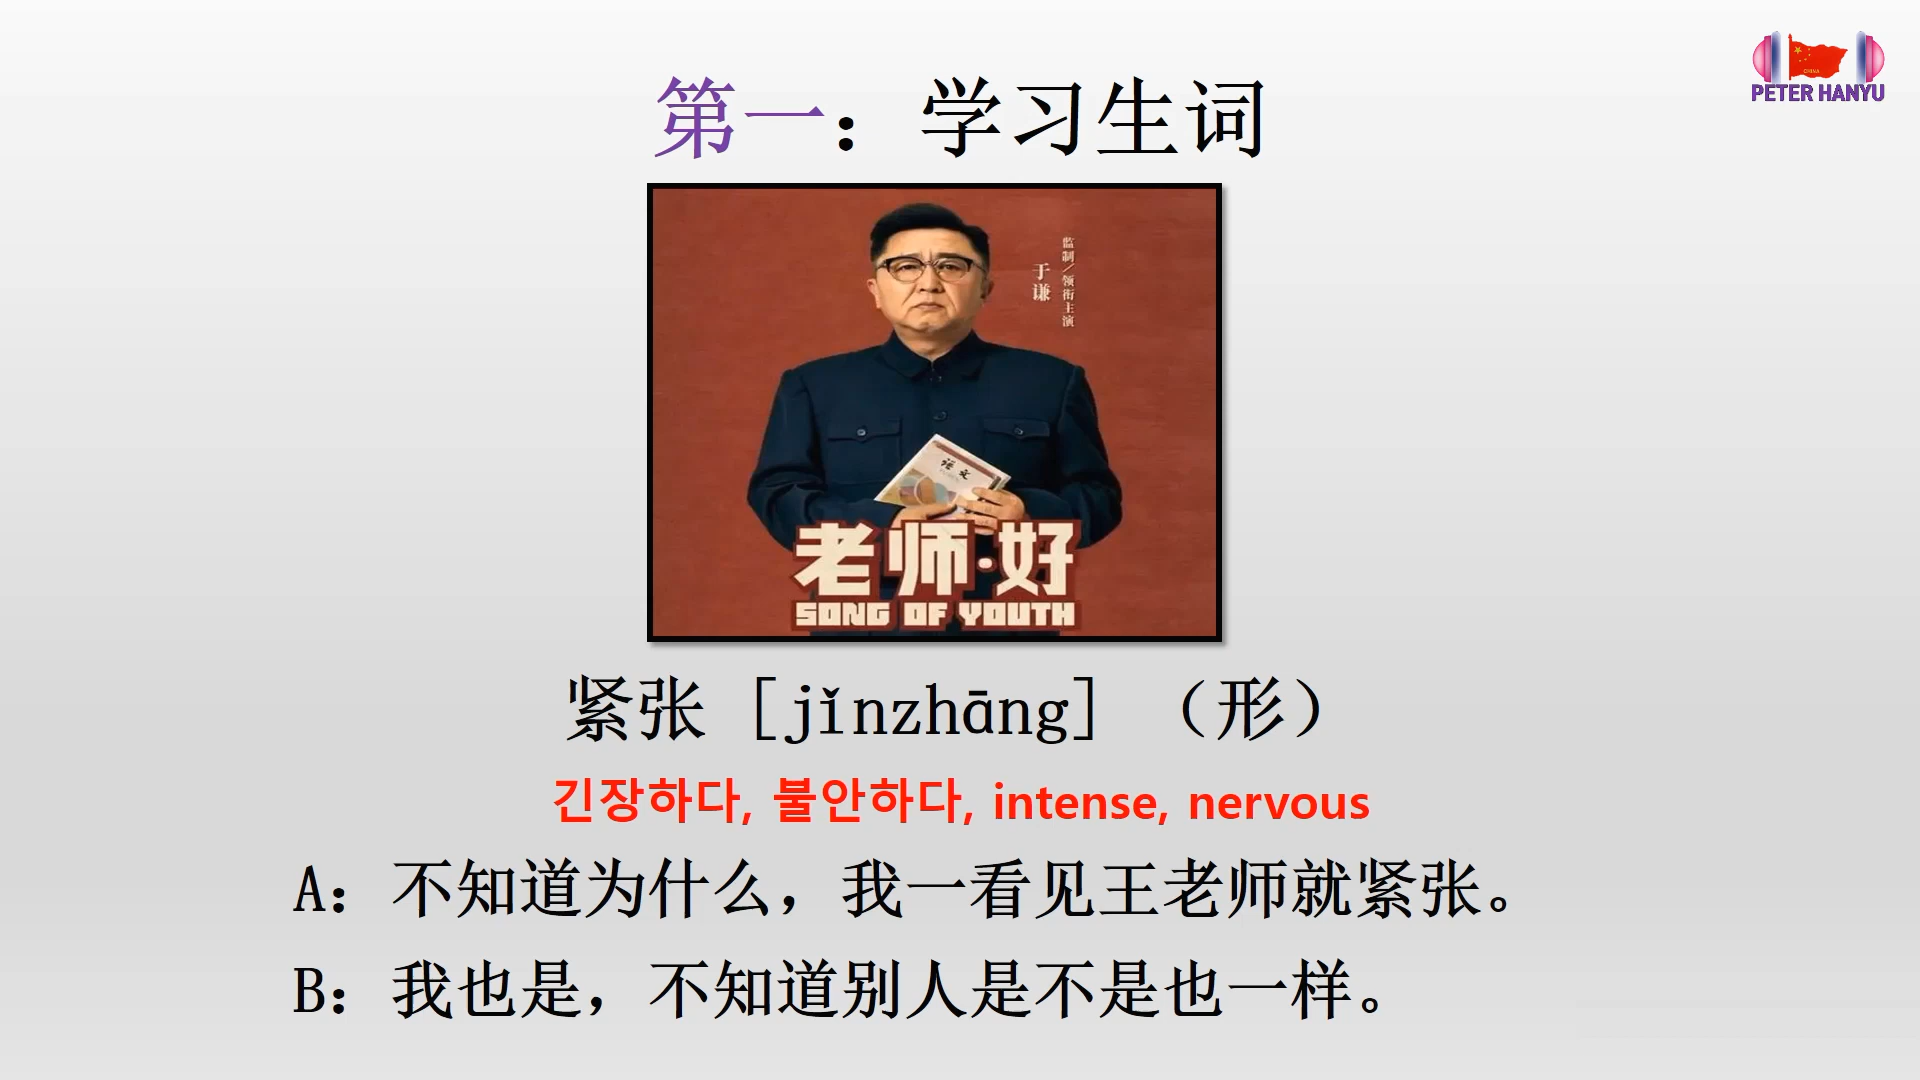 PETER HANYU
第一：学习生词
监制/领衔主演
于谦
语文
老师·好
SONG OF YOUTH
紧张 [jǐnzhāng] （形）
긴장하다, 불안하다, intense, nervous
A：不知道为什么，我一看见王老师就紧张。
B：我也是，不知道别人是不是也一样。